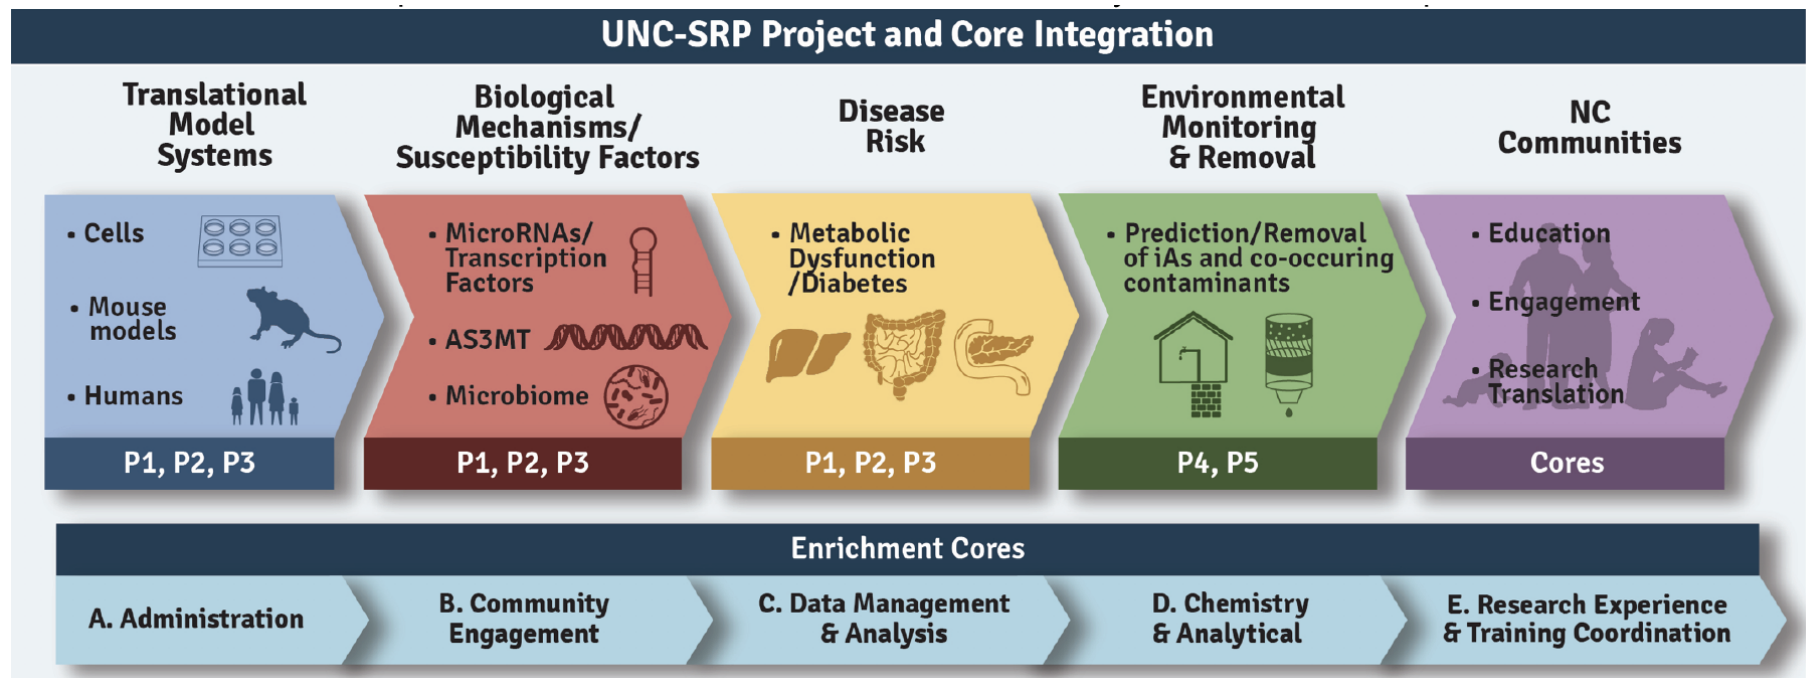 UNC-SRP Project and Core Integration
Translational
Model
Systems
Biological
Mechanisms/
Susceptibility Factors
Disease
Risk
Environmental
Monitoring
& Removal
NC
Communities
• Cells
• Mouse
models
• Humans
P1, P2, P3
• MicroRNAs/
Transcription
Factors
• AS3MT
• Microbiome
P1, P2, P3
• Metabolic
Dysfunction
/Diabetes
P1, P2, P3
• Prediction/Removal
of iAs and co-occuring
contaminants
P4, P5
• Education
• Engagement
• Research
Translation
Cores
Enrichment Cores
A. Administration
B. Community
Engagement
C. Data Management
& Analysis
D. Chemistry
& Analytical
E. Research Experience
& Training Coordination